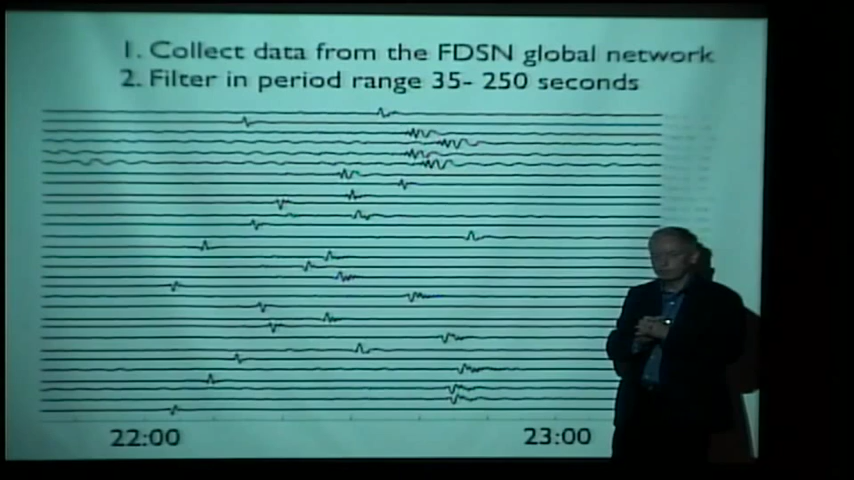 1. Collect data from the FDSN global network
2. Filter in period range 35- 250 seconds
22:00
23:00